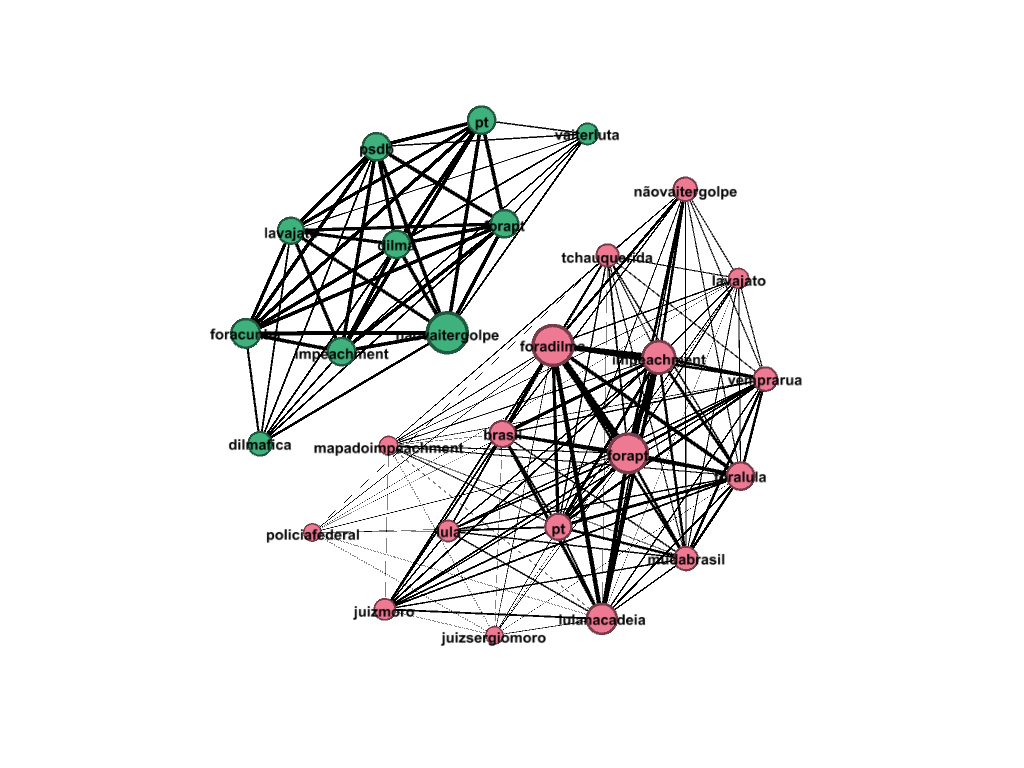 pt
vaiterluta
psdb
nãovaitergolpe
lavajato
forapt
dilma
tchauquerida
lavajato
foracunha
nãovaitergolpe
impeachment
foradilma
impeachment
vemprarua
dilmafica
mapadoimpeachment
brasil
forapt
foralula
policiafederal
lula
pt
mudabrasil
juizmoro
juizsergiomoro
lulanacadeia